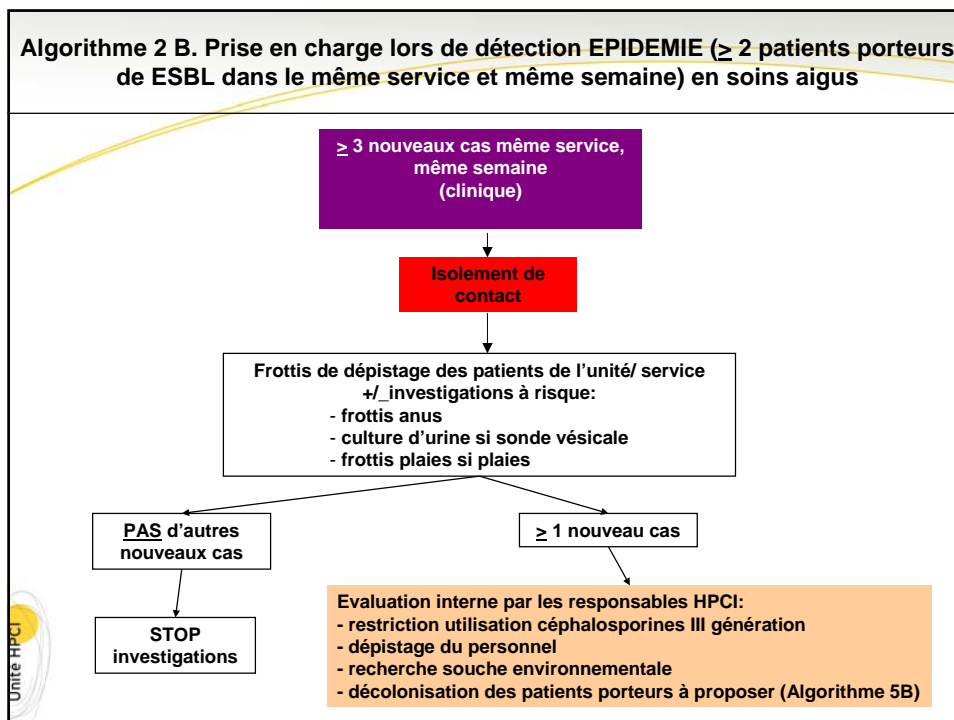 Algorithme 2 B. Prise en charge lors de détection EPIDEMIE (≥ 2 patients porteurs
de ESBL dans le même service et même semaine) en soins aigus
≥ 3 nouveaux cas même service,
même semaine
(clinique)
Isolement de
contact
Frottis de dépistage des patients de l'unité/ service
+/_investigations à risque:
- frottis anus
- culture d'urine si sonde vésicale
- frottis plaies si plaies
PAS d'autres
nouveaux cas
≥ 1 nouveau cas
STOP
investigations
Evaluation interne par les responsables HPCI:
- restriction utilisation céphalosporines III génération
- dépistage du personnel
- recherche souche environnementale
- décolonisation des patients porteurs à proposer (Algorithme 5B)
Unité HPCI